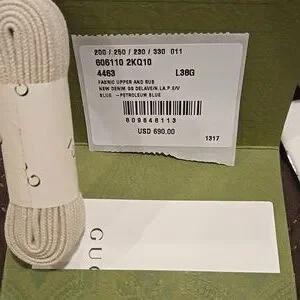 200 / 250 / 230 / 330 011
606110 2KQ10
4463 L38G
FABRIC UPPER AND RUB
NEW DENIM GG DELAVE/N.LA.P.E/V
BLUE -PETROLEUM BLUE
809848113
USD 690.00
1317
GUC